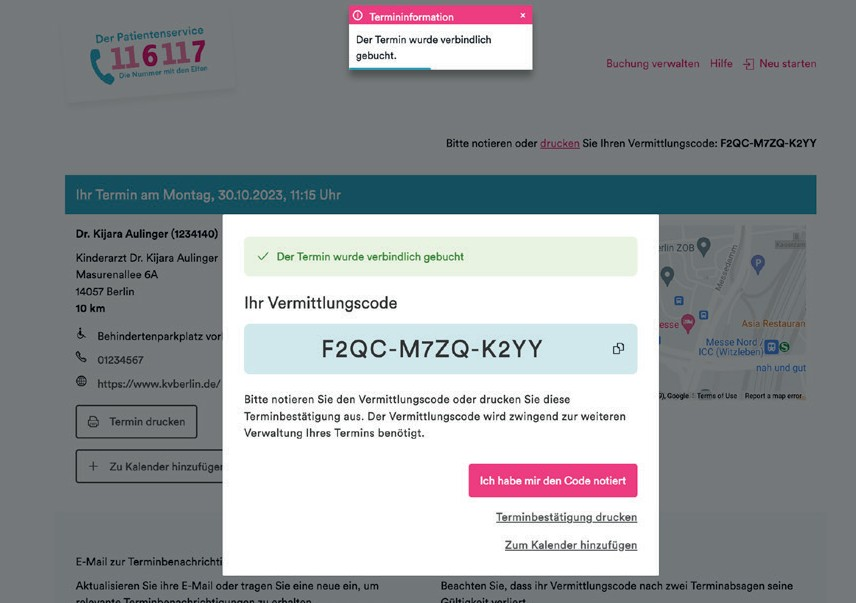 Der Patientenservice
116117
Die Nummer mit den Elfen
Termininformation
Der Termin wurde verbindlich
gebucht.
Buchung verwalten Hilfe Neu starten
Bitte notieren oder drucken Sie Ihren Vermittlungscode: F2QC-M7ZQ-K2YY
Ihr Termin am Montag, 30.10.2023, 11:15 Uhr
Dr. Kijara Aulinger (1234140)
Kinderarzt Dr. Kijara Aulinger
Masurenallee 6A
14057 Berlin
10 km
Behindertenparkplatz
01234567
https://www.kvberlin.de/
Termin drucken
Zu Kalender
Der Termin wurde verbindlich gebucht
Ihr Vermittlungscode
F2QC-M7ZQ-K2YY
Bitte notieren Sie den Vermittlungscode oder drucken Sie diese
Terminbestätigung aus. Der Vermittlungscode wird zwingend zur weiteren
Verwaltung Ihres Termins benötigt.
Ich habe mir den Code notiert
Terminbestätigung drucken
Zum Kalender hinzufügen
ZOB
Messedamm
Asia Restaurant
Messe Nord /
ICC (Witzleben)
nah und gut
Google Terms of Use Report a map error
E-Mail zur
Aktualisieren Sie ihre E-Mail oder tragen Sie eine neue ein, um
relevante Terminbenachrichtigungen zu erhalten.
Beachten Sie, dass ihr Vermittlungscode nach zwei Terminabsagen seine
Gültigkeit verliert.